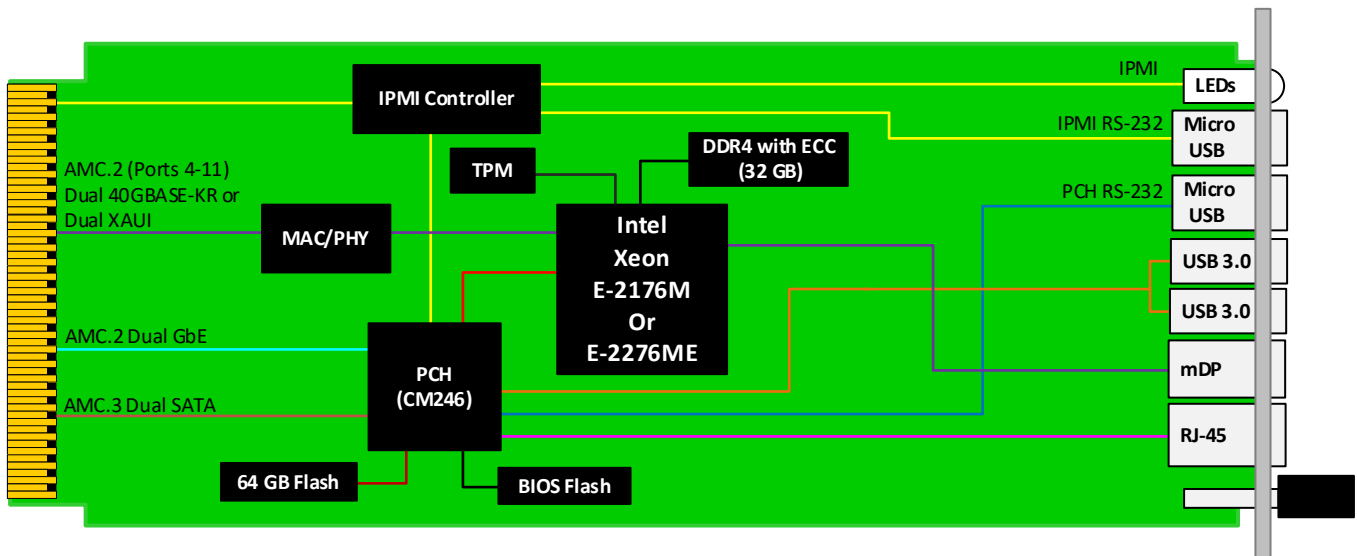 IPMI
LEDs
IPMI Controller
IPMI RS-232
Micro
USB
DDR4 with ECC
(32 GB)
TPM
AMC.2 (Ports 4-11)
Dual 40GBASE-KR or
Dual XAUI
PCH RS-232
Micro
USB
MAC/PHY
Intel
Xeon
E-2176M
Or
E-2276ME
USB 3.0
USB 3.0
AMC.2 Dual GbE
PCH
(CM246)
mDP
AMC.3 Dual SATA
RJ-45
64 GB Flash
BIOS Flash